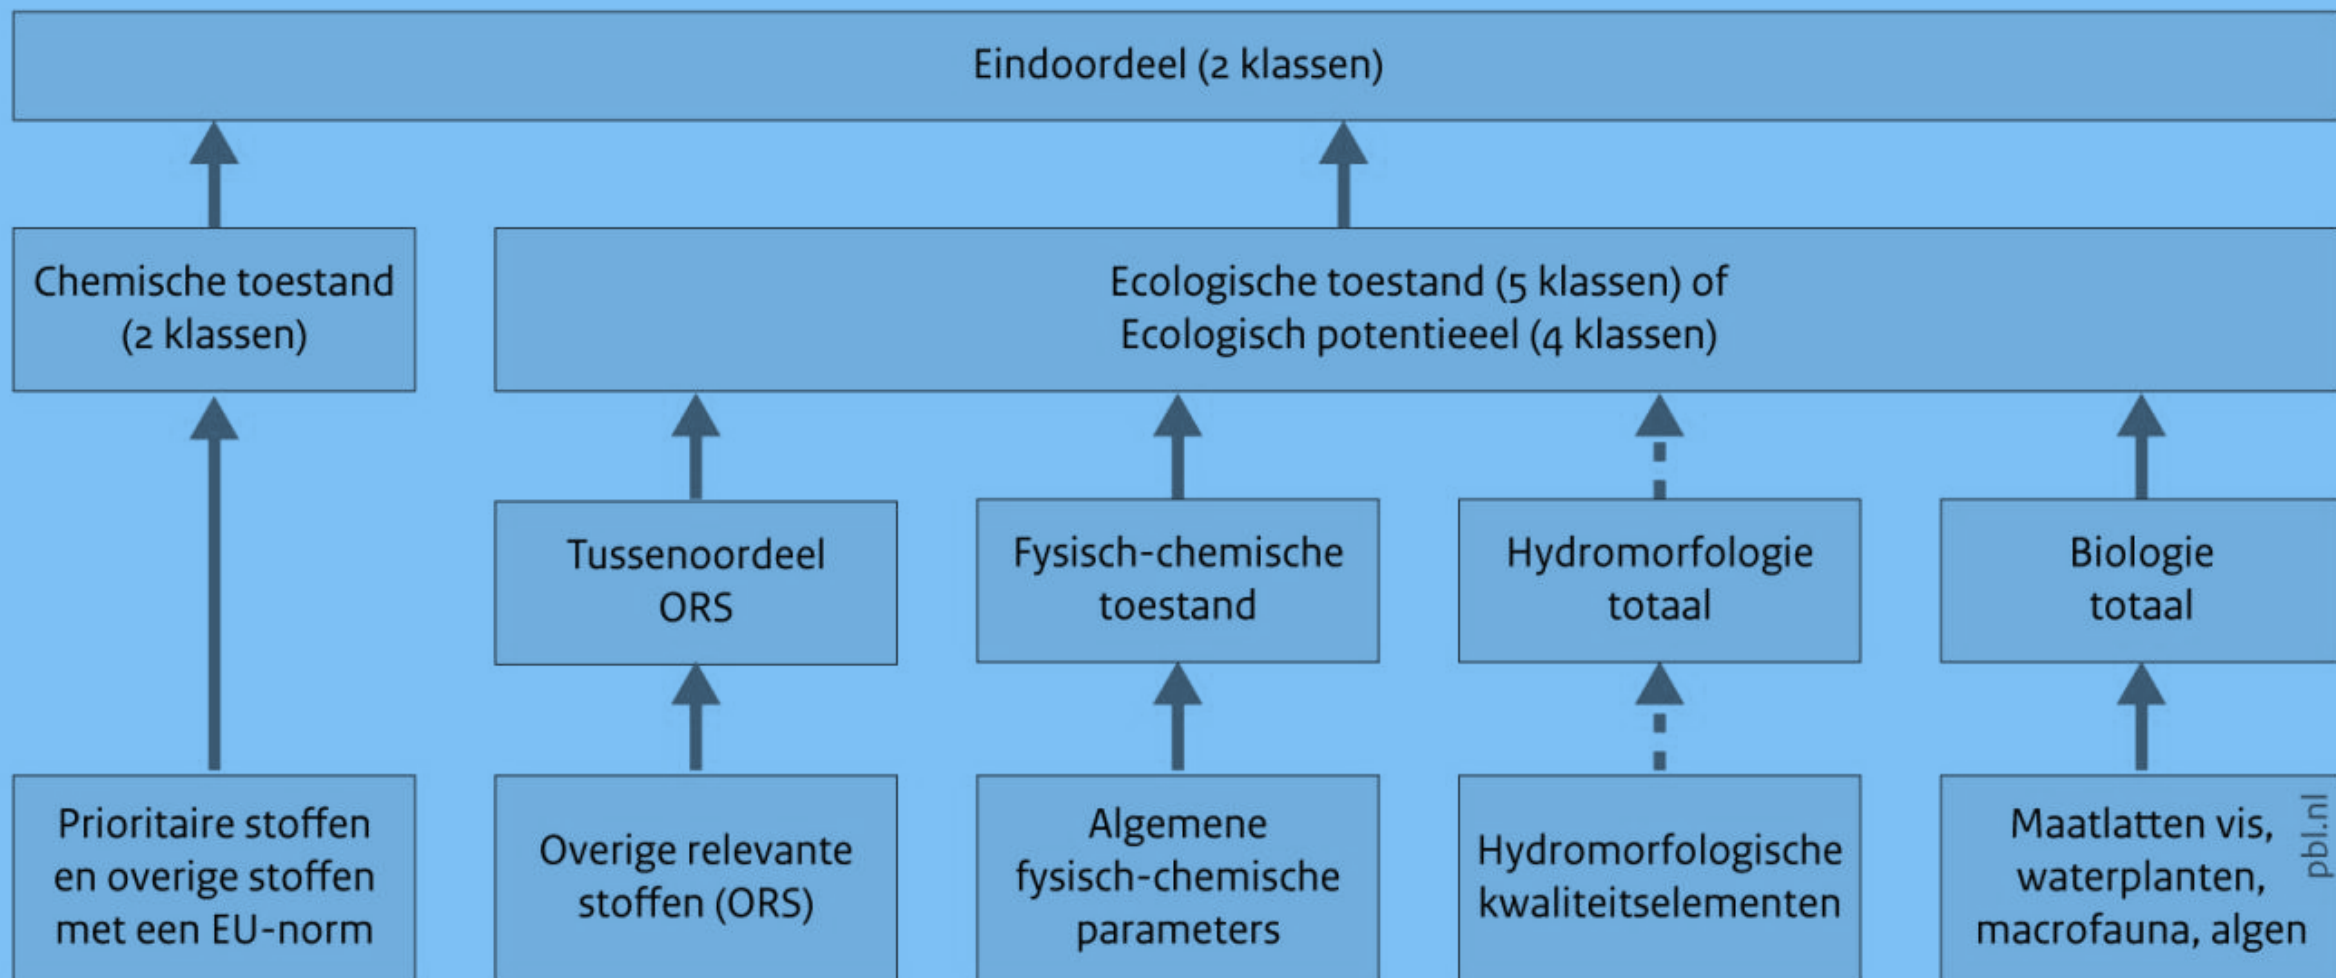 Eindoordeel (2 klassen)
Chemische toestand
(2 klassen)
Ecologische toestand (5 klassen) of
Ecologisch potentieeel (4 klassen)
Tussenoordeel
ORS
Fysisch-chemische
toestand
Hydromorfologie
totaal
Biologie
totaal
Prioritaire stoffen
en overige stoffen
met een EU-norm
Overige relevante
stoffen (ORS)
Algemene
fysisch-chemische
parameters
Hydromorfologische
kwaliteitselementen
Maatlatten vis,
waterplanten,
macrofauna, algen
pbl.nl